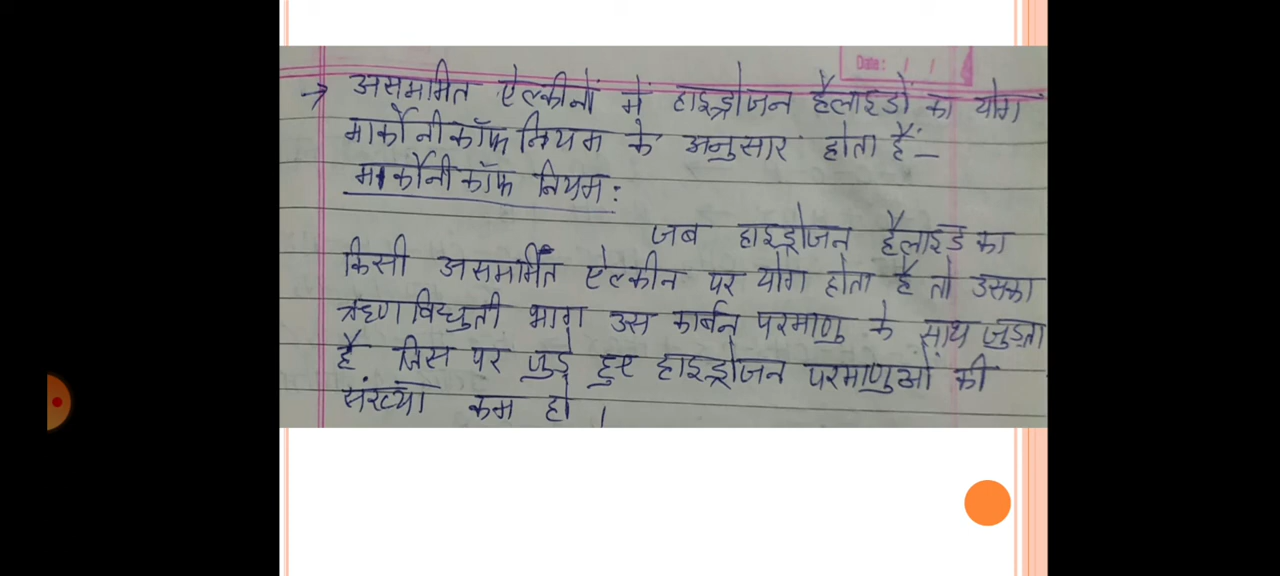 Date: / /
→ असममित ऐल्कीनों में हाइड्रोजन हैलाइडों का योग
मार्कोनीकॉफ नियम के अनुसार होता हैं-
मार्कोनीकॉफ नियम:
जब हाइड्रोजन हैलाइड का
किसी असममित ऐल्कीन पर योग होता है तो उसका
ऋणविद्युती भाग उस कार्बन परमाणु के साथ जुड़ता
है जिस पर जुड़े हुए हाइड्रोजन परमाणुओं की
संख्या कम हो ।